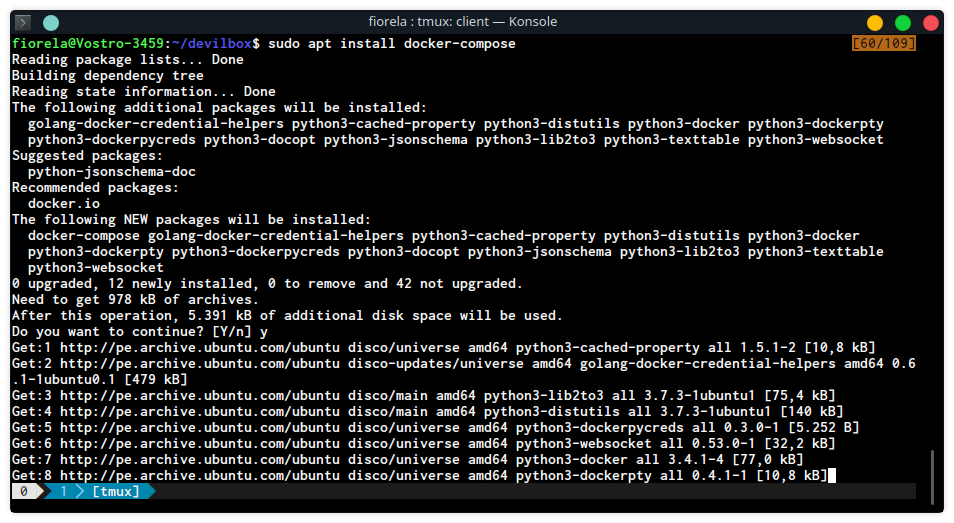 fiorela : tmux: client — Konsole
fiorela@Vostro-3459:~/devilbox$ sudo apt install docker-compose [60/109]
Reading package lists... Done
Building dependency tree
Reading state information... Done
The following additional packages will be installed:
  golang-docker-credential-helpers python3-cached-property python3-distutils python3-docker python3-dockerpty
  python3-dockerpycreds python3-docopt python3-jsonschema python3-lib2to3 python3-texttable python3-websocket
Suggested packages:
  python-jsonschema-doc
Recommended packages:
  docker.io
The following NEW packages will be installed:
  docker-compose golang-docker-credential-helpers python3-cached-property python3-distutils python3-docker
  python3-dockerpty python3-dockerpycreds python3-docopt python3-jsonschema python3-lib2to3 python3-texttable
  python3-websocket
0 upgraded, 12 newly installed, 0 to remove and 42 not upgraded.
Need to get 978 kB of archives.
After this operation, 5.391 kB of additional disk space will be used.
Do you want to continue? [Y/n] y
Get:1 http://pe.archive.ubuntu.com/ubuntu disco/universe amd64 python3-cached-property all 1.5.1-2 [10,8 kB]
Get:2 http://pe.archive.ubuntu.com/ubuntu disco-updates/universe amd64 golang-docker-credential-helpers amd64 0.6
.1-1ubuntu0.1 [479 kB]
Get:3 http://pe.archive.ubuntu.com/ubuntu disco/main amd64 python3-lib2to3 all 3.7.3-1ubuntu1 [75,4 kB]
Get:4 http://pe.archive.ubuntu.com/ubuntu disco/main amd64 python3-distutils all 3.7.3-1ubuntu1 [140 kB]
Get:5 http://pe.archive.ubuntu.com/ubuntu disco/universe amd64 python3-dockerpycreds all 0.3.0-1 [5.252 B]
Get:6 http://pe.archive.ubuntu.com/ubuntu disco/universe amd64 python3-websocket all 0.53.0-1 [32,2 kB]
Get:7 http://pe.archive.ubuntu.com/ubuntu disco/universe amd64 python3-docker all 3.4.1-4 [77,0 kB]
Get:8 http://pe.archive.ubuntu.com/ubuntu disco/universe amd64 python3-dockerpty all 0.4.1-1 [10,8 kB]
0 1 [tmux]